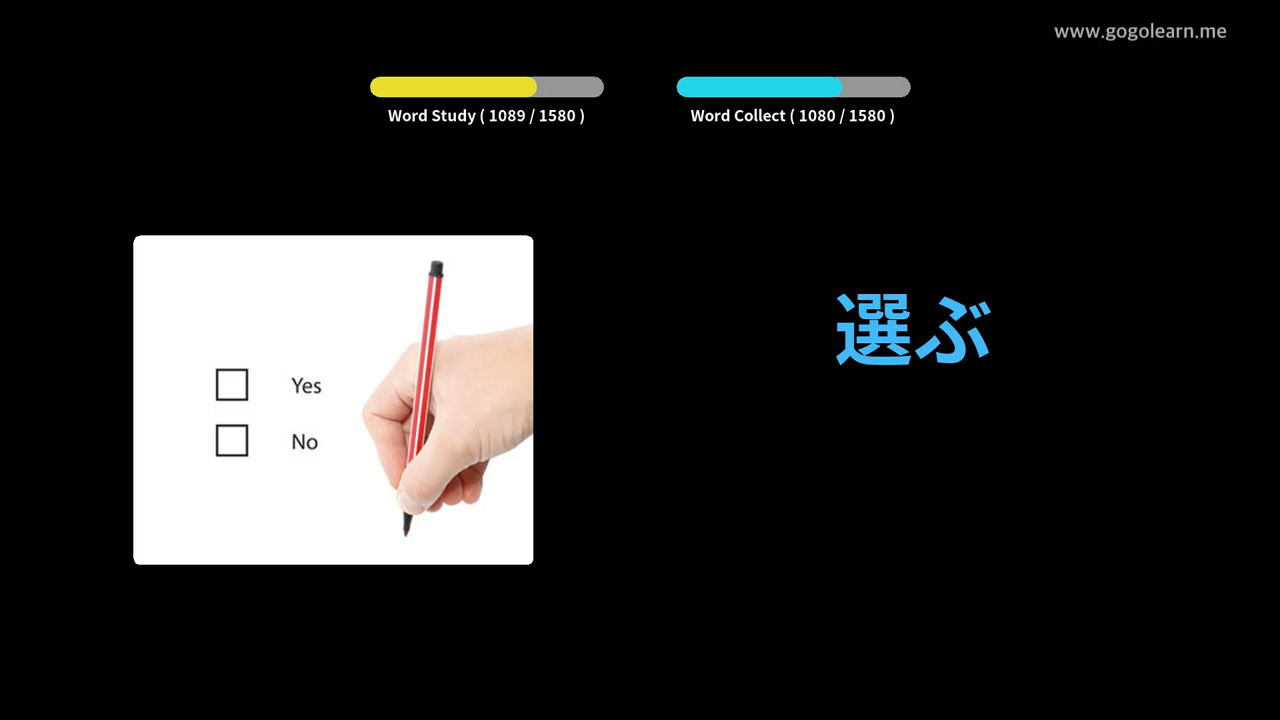 www.gogolearn.me
Word Study ( 1089 / 1580 )
Word Collect ( 1080 / 1580 )
選ぶ
Yes
No